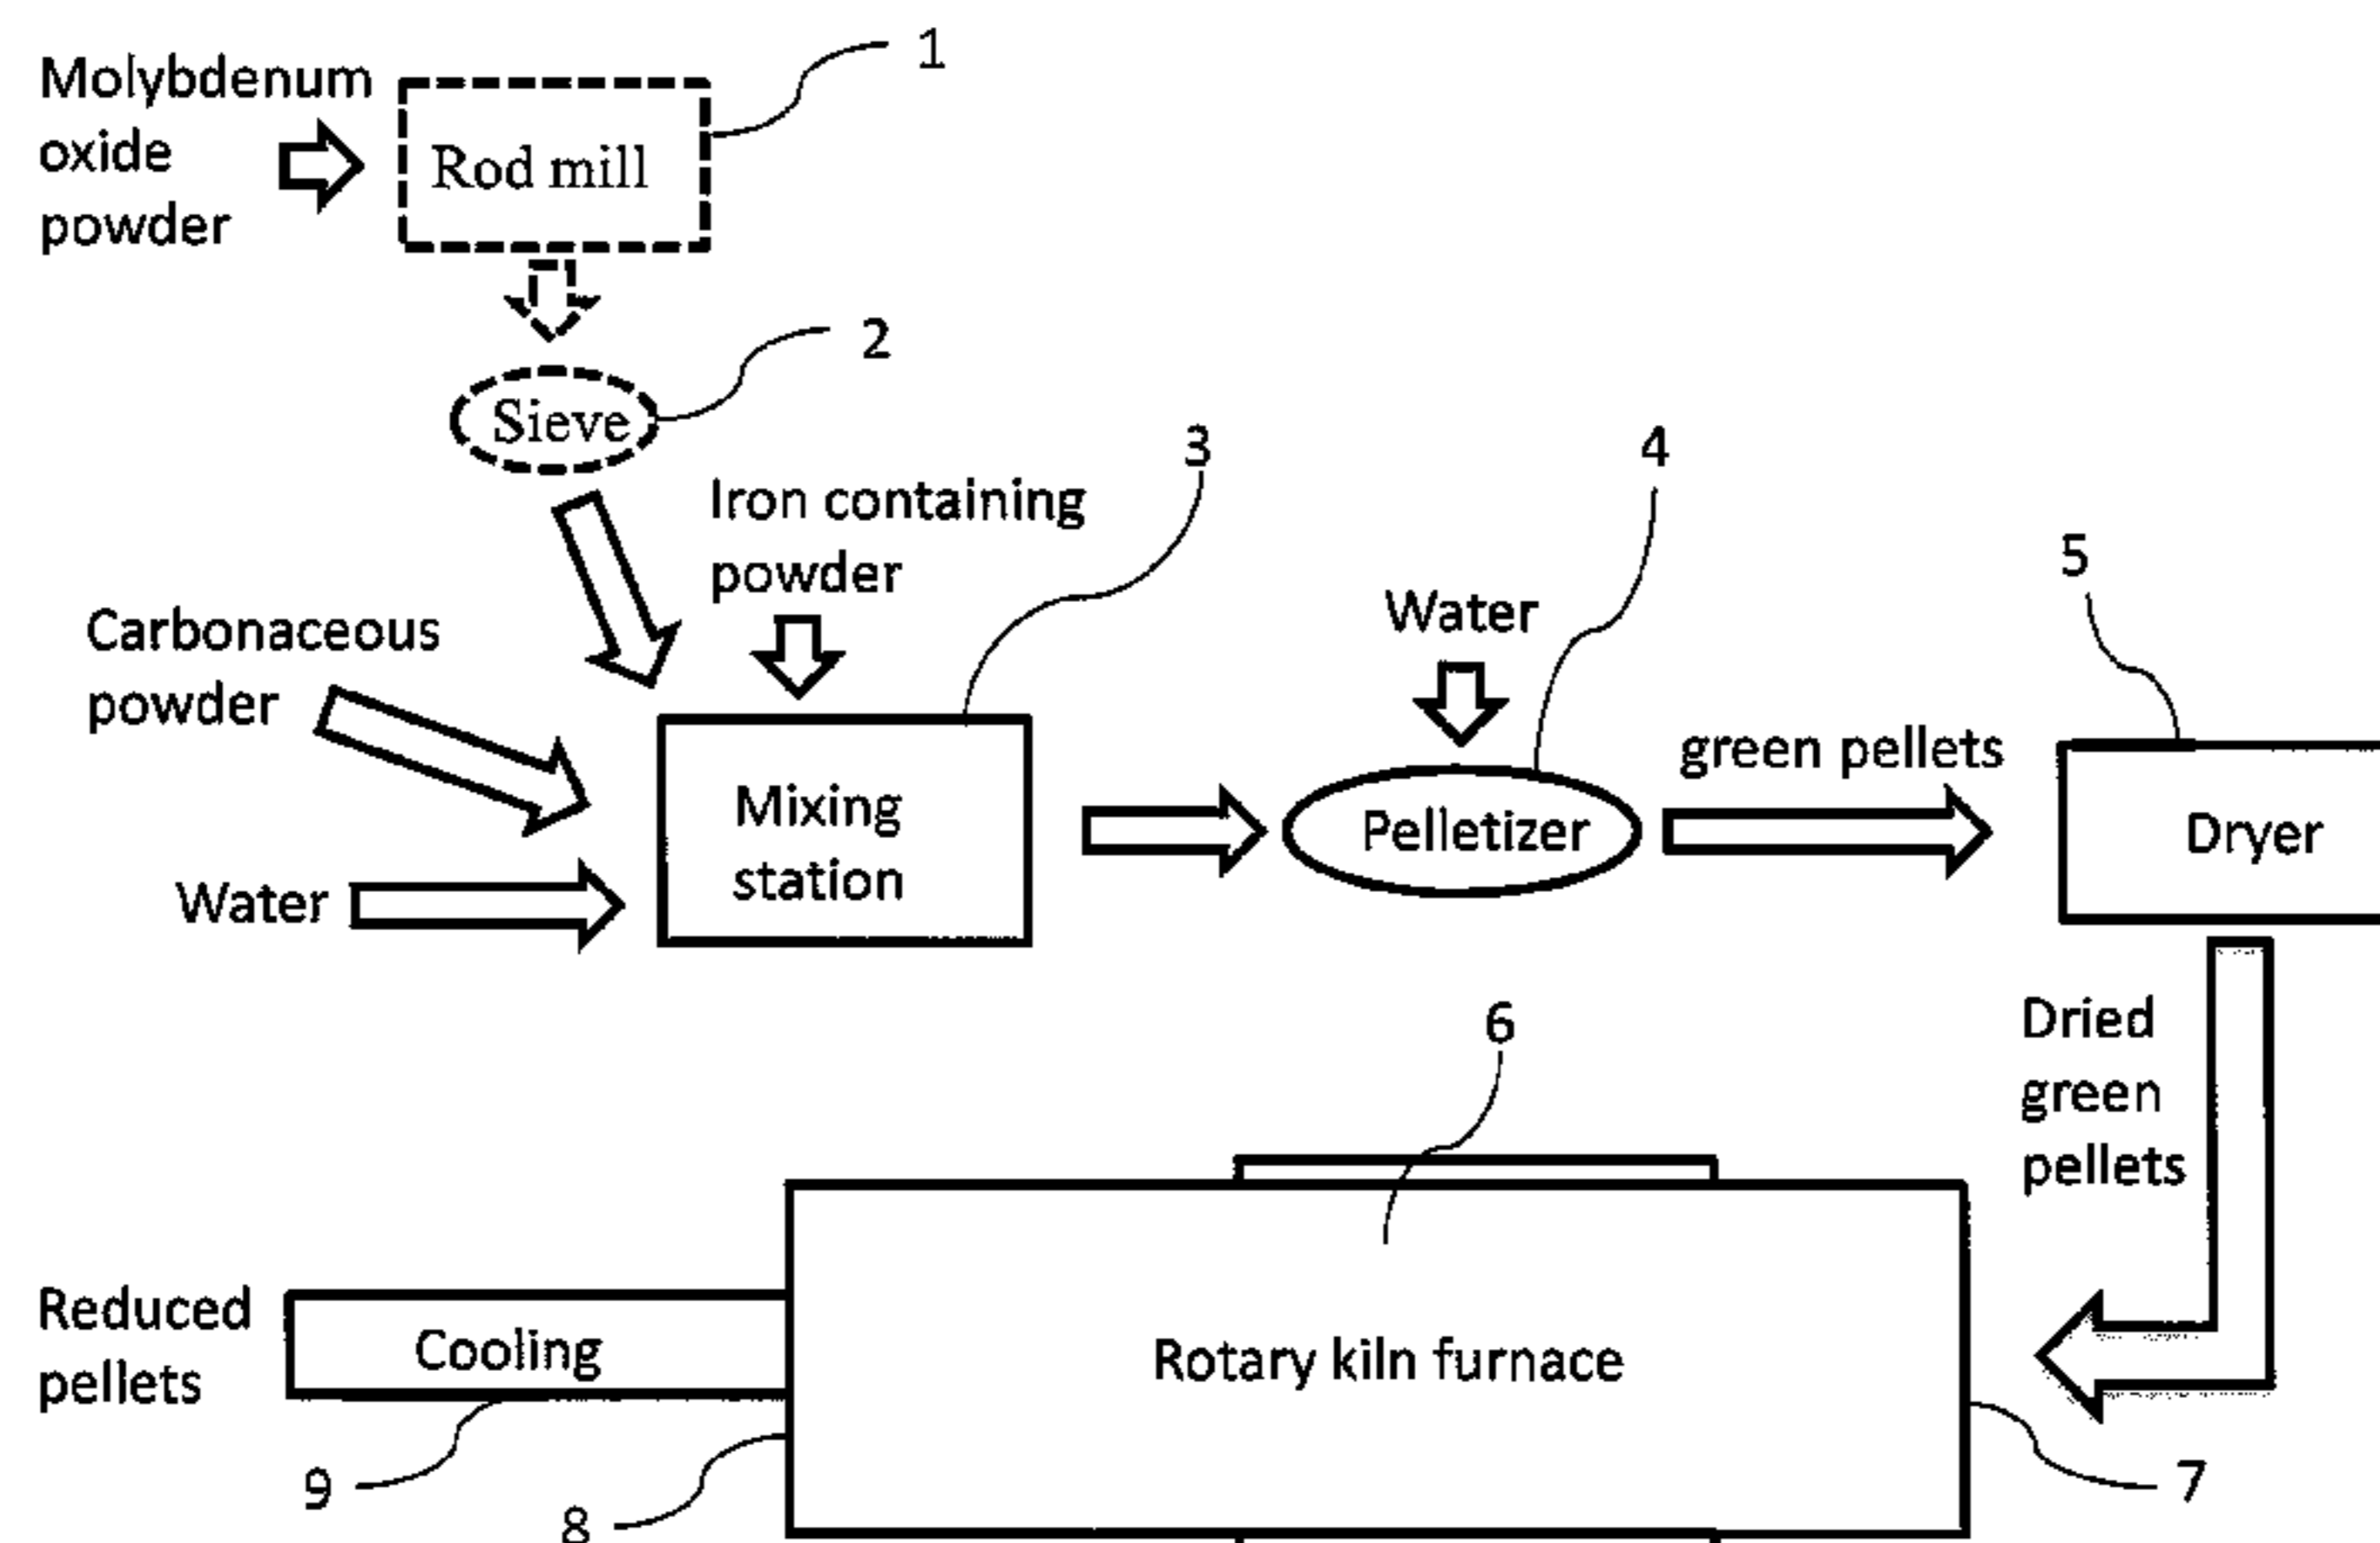 1
Molybdenum
oxide
powder
Rod mill
2
Sieve
3
4
Iron containing
powder
5
Water
Carbonaceous
powder
green pellets
Mixing
station
Pelletizer
Dryer
Water
6
Dried
green
pellets
Reduced
pellets
Cooling
Rotary kiln furnace
9
8
7